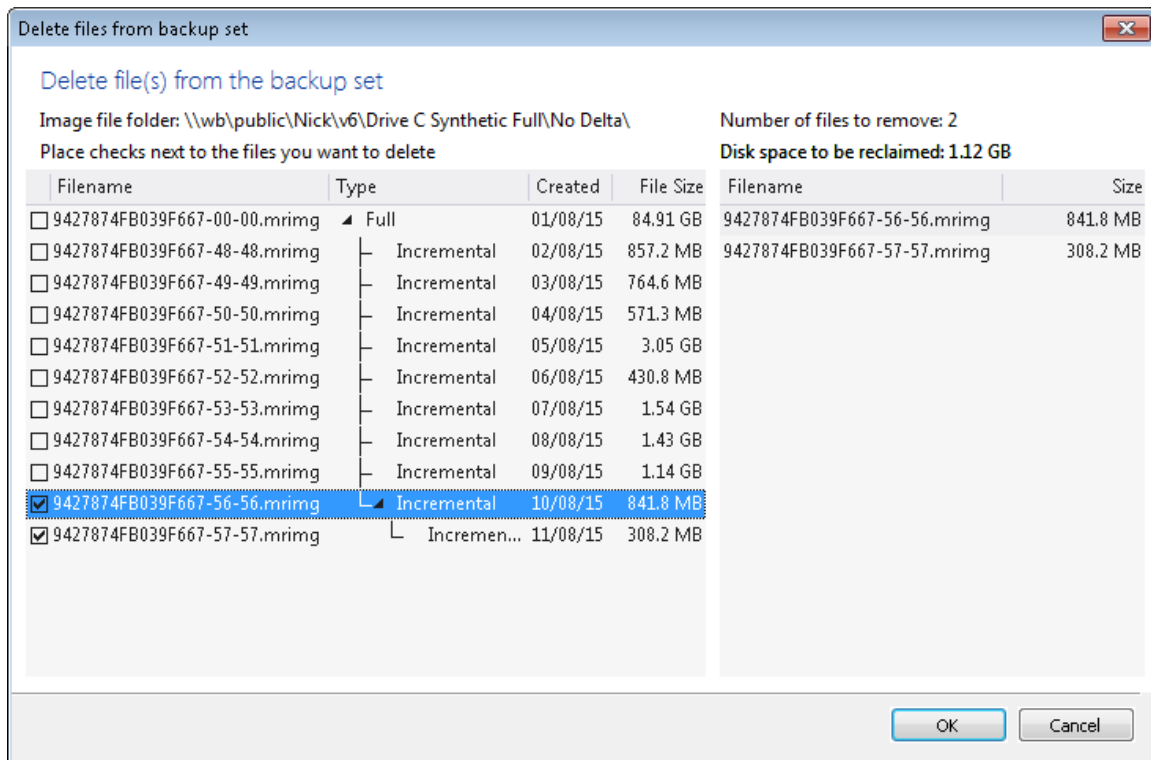 Delete files from backup set
Delete file(s) from the backup set
Image file folder: \\wb\public\Nick\v6\Drive C Synthetic Full\No Delta\
Number of files to remove: 2
Place checks next to the files you want to delete
Disk space to be reclaimed: 1.12 GB
Filename Type Created File Size Filename Size
9427874FB039F667-00-00.mrimg Full 01/08/15 84.91 GB 9427874FB039F667-56-56.mrimg 841.8 MB
9427874FB039F667-48-48.mrimg Incremental 02/08/15 857.2 MB 9427874FB039F667-57-57.mrimg 308.2 MB
9427874FB039F667-49-49.mrimg Incremental 03/08/15 764.6 MB
9427874FB039F667-50-50.mrimg Incremental 04/08/15 571.3 MB
9427874FB039F667-51-51.mrimg Incremental 05/08/15 3.05 GB
9427874FB039F667-52-52.mrimg Incremental 06/08/15 430.8 MB
9427874FB039F667-53-53.mrimg Incremental 07/08/15 1.54 GB
9427874FB039F667-54-54.mrimg Incremental 08/08/15 1.43 GB
9427874FB039F667-55-55.mrimg Incremental 09/08/15 1.14 GB
9427874FB039F667-56-56.mrimg Incremental 10/08/15 841.8 MB
9427874FB039F667-57-57.mrimg Incremen... 11/08/15 308.2 MB
OK Cancel